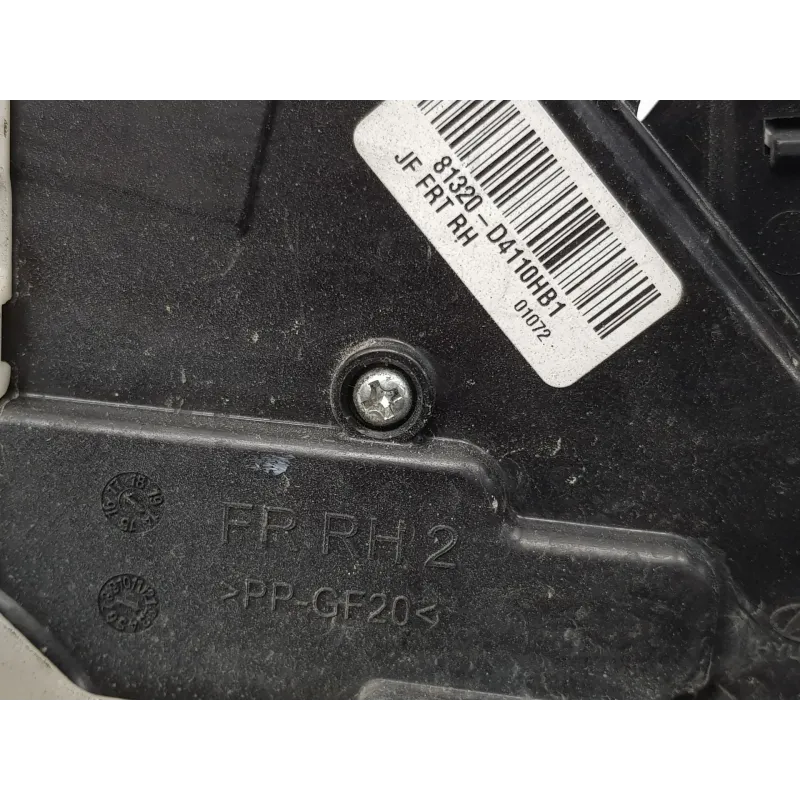 81320 - D4110HB1
JF FRT RH
01072
FR RH 2
>PP-GF20<